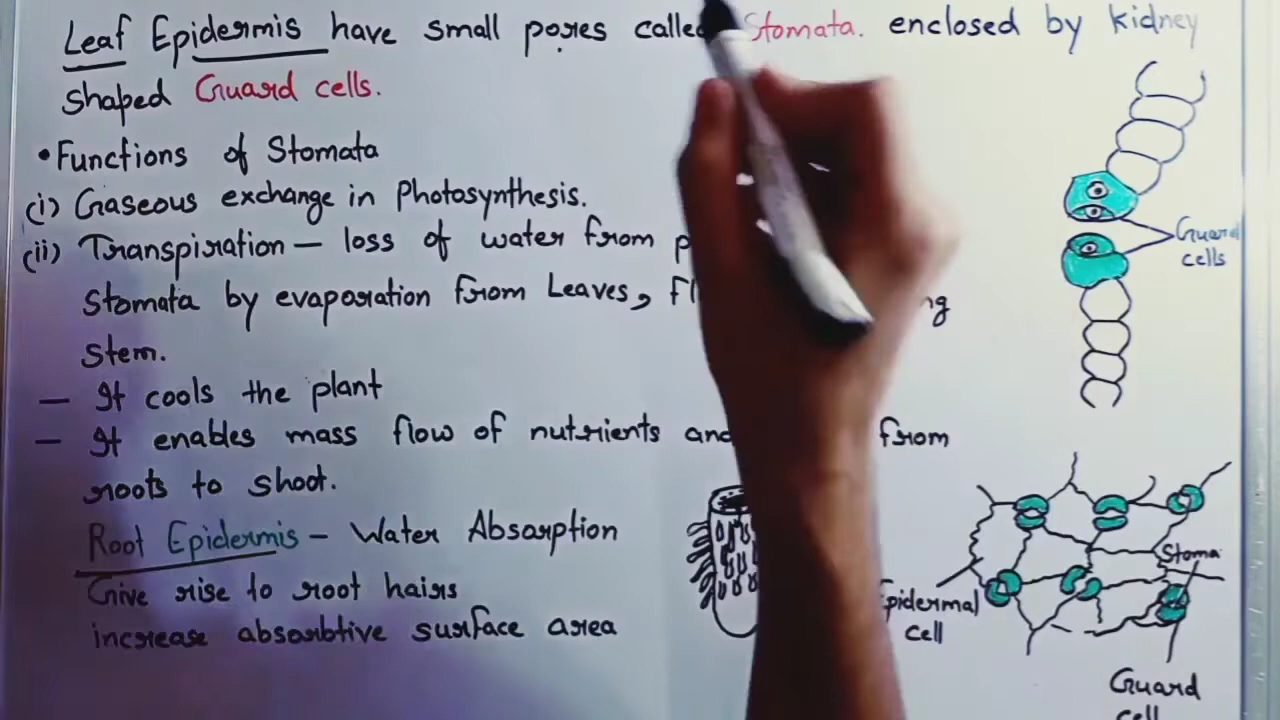 Leaf Epidermis have small pores called Stomata. enclosed by kidney
shaped Guard cells.
• Functions of Stomata
(i) Gaseous exchange in Photosynthesis.
(ii) Transpiration — loss of water from
Stomata by evaporation from Leaves,
stem.
— It cools the plant
— It enables mass flow of nutrients and from
roots to shoot.
Root Epidermis – Water Absorption
Give rise to root hairs
increase absorbtive surface area
Guard
cells
Stoma
Epidermal
cell
Guard
cell